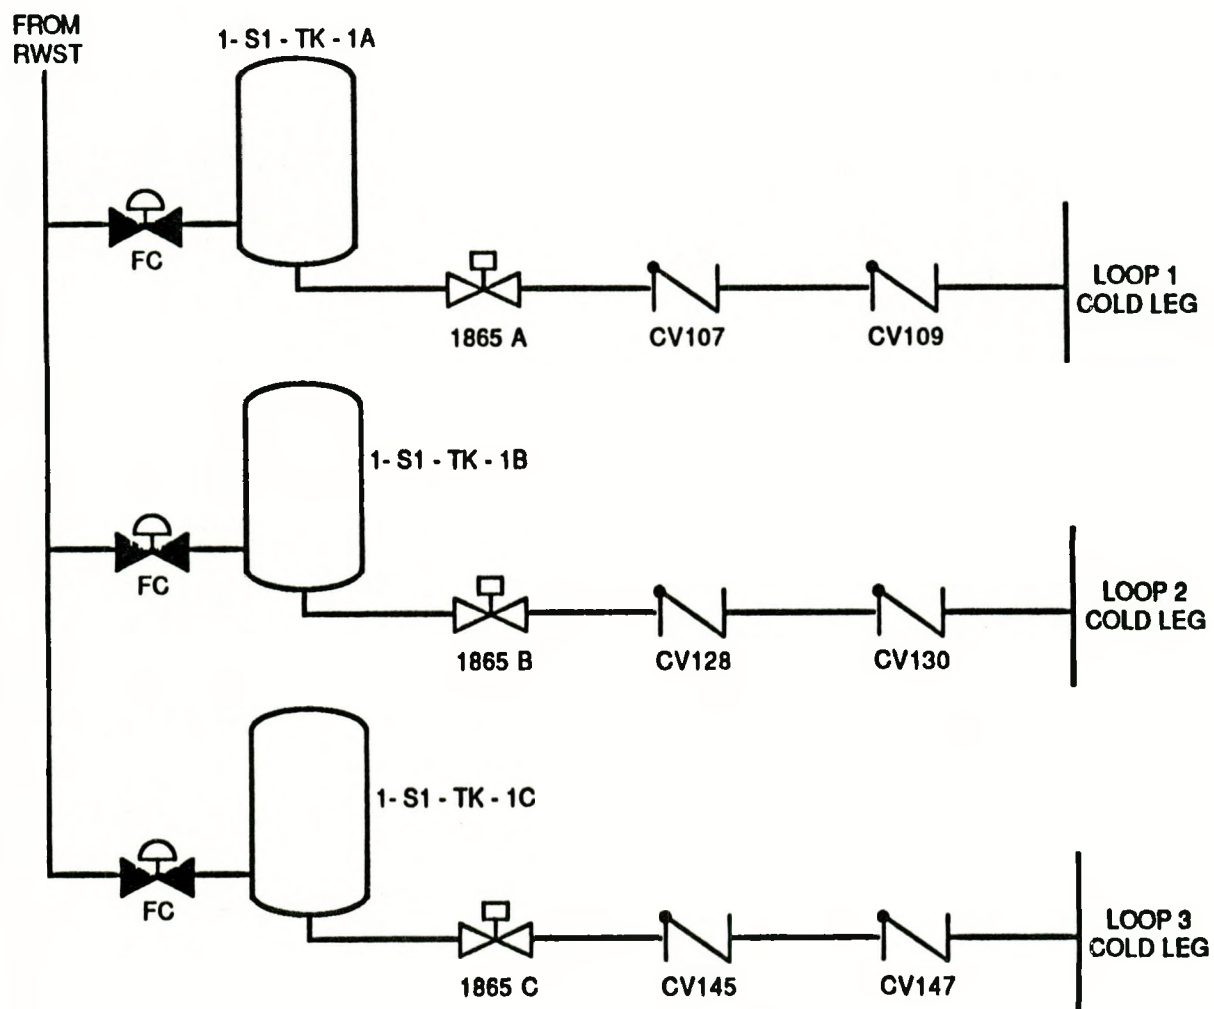 FROM
RWST
1- S1 - TK - 1A
FC
1865 A
CV107
CV109
LOOP 1
COLD LEG
1- S1 - TK - 1B
FC
1865 B
CV128
CV130
LOOP 2
COLD LEG
1- S1 - TK - 1C
FC
1865 C
CV145
CV147
LOOP 3
COLD LEG